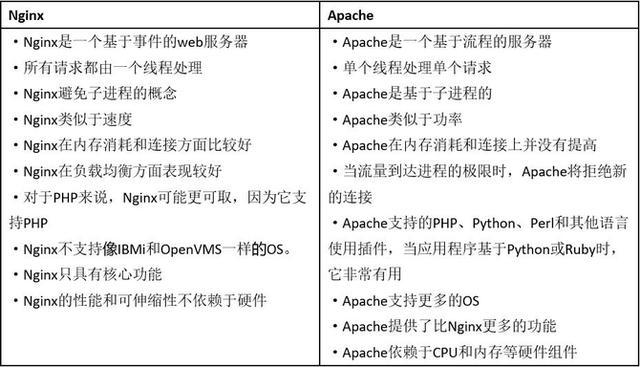 Nginx
• Nginx是一个基于事件的web服务器
• 所有请求都由一个线程处理
• Nginx避免子进程的概念
• Nginx类似于速度
• Nginx在内存消耗和连接方面比较好
• Nginx在负载均衡方面表现较好
• 对于PHP来说，Nginx可能更可取，因为它支
持PHP
• Nginx不支持像IBMi和OpenVMS一样的OS。
• Nginx只具有核心功能
• Nginx的性能和可伸缩性不依赖于硬件
Apache
• Apache是一个基于流程的服务器
• 单个线程处理单个请求
• Apache是基于子进程的
• Apache类似于功率
• Apache在内存消耗和连接上并没有提高
• 当流量到达进程的极限时，Apache将拒绝新
的连接
• Apache支持的PHP、Python、Perl和其他语言
使用插件，当应用程序基于Python或Ruby时，
它非常有用
• Apache支持更多的OS
• Apache提供了比Nginx更多的功能
• Apache依赖于CPU和内存等硬件组件